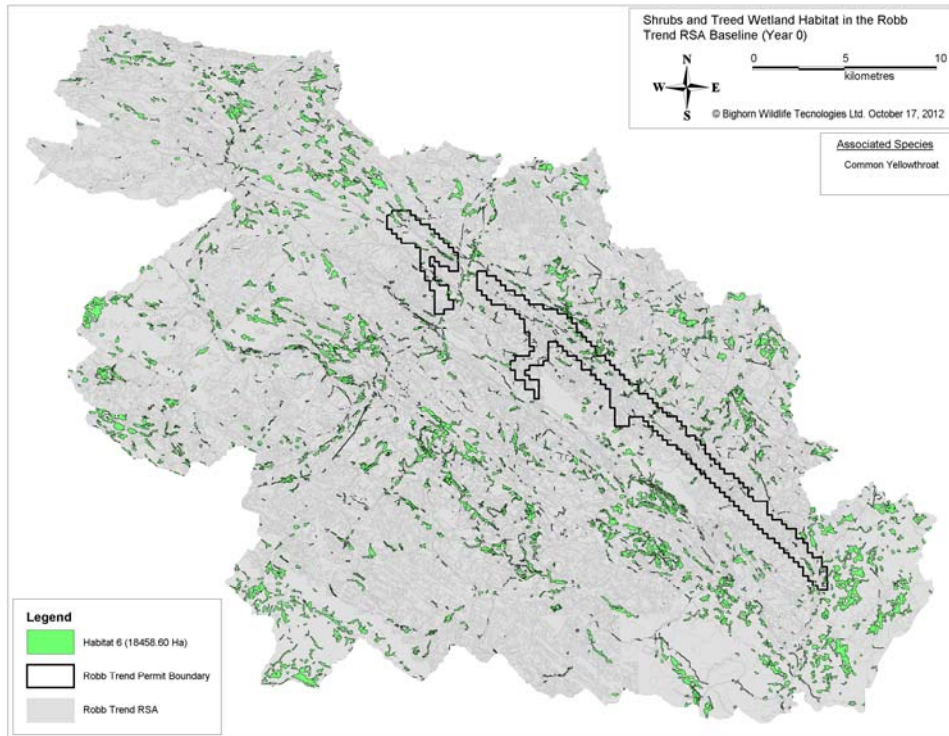 Shrubs and Treed Wetland Habitat in the Robb
Trend RSA Baseline (Year 0)
N
W E
S
0 5 10
kilometres
© Bighorn Wildlife Tecnologies Ltd. October 17, 2012
Associated Species
Common Yellowthroat
Legend
Habitat 6 (18458.60 Ha)
Robb Trend Permit Boundary
Robb Trend RSA